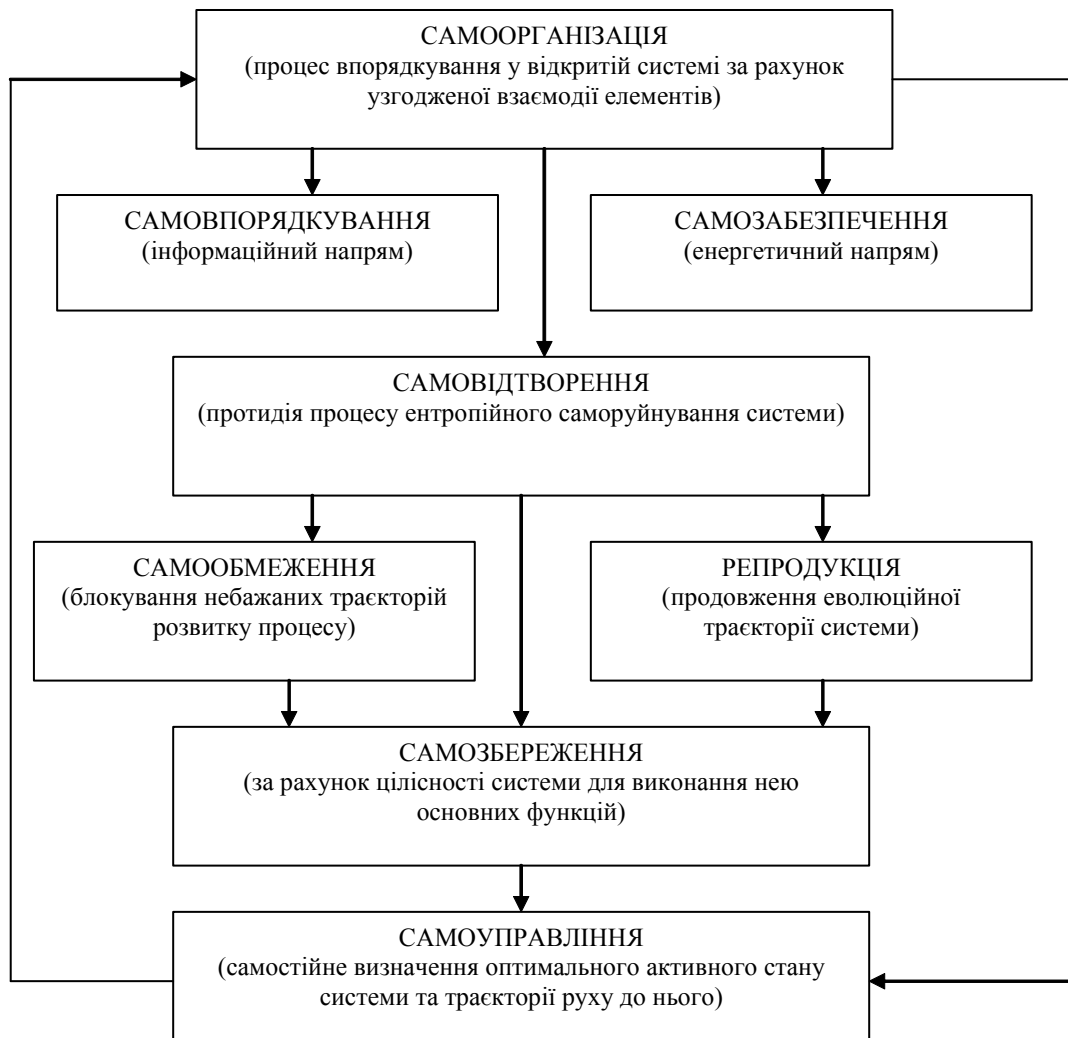 САМООРГАНІЗАЦІЯ
(процес впорядкування у відкритій системі за рахунок
узгодженої взаємодії елементів)
САМОВПОРЯДКУВАННЯ
(інформаційний напрям)
САМОЗАБЕЗПЕЧЕННЯ
(енергетичний напрям)
САМОВІДТВОРЕННЯ
(протидія процесу ентропійного саморуйнування системи)
САМООБМЕЖЕННЯ
(блокування небажаних траєкторій
розвитку процесу)
РЕПРОДУКЦІЯ
(продовження еволюційної
траєкторії системи)
САМОЗБЕРЕЖЕННЯ
(за рахунок цілісності системи для виконання нею
основних функцій)
САМОУПРАВЛІННЯ
(самостійне визначення оптимального активного стану
системи та траєкторії руху до нього)